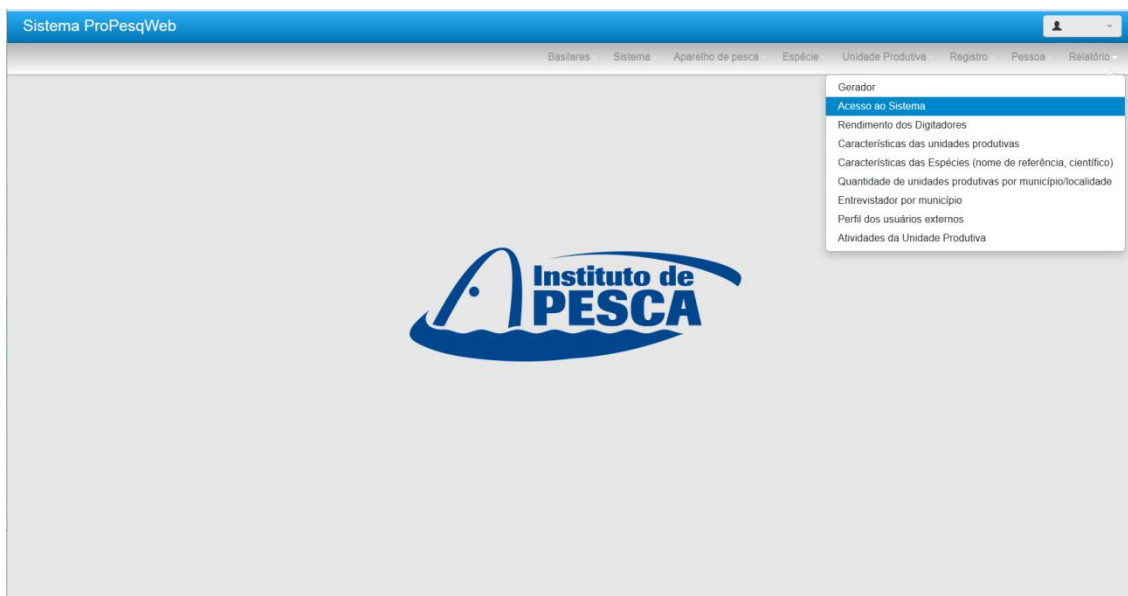 Sistema ProPesqWeb
Basilares Sistema Aparelho de pesca Espécie Unidade Produtiva Registro Pessoa Relatório
Gerador
Acesso ao Sistema
Rendimento dos Digitadores
Características das unidades produtivas
Características das Espécies (nome de referência, científico)
Quantidade de unidades produtivas por município/localidade
Entrevistador por município
Perfil dos usuários externos
Atividades da Unidade Produtiva
Instituto de
PESCA